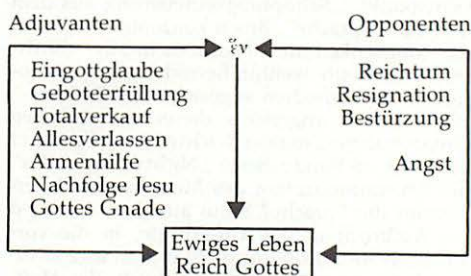 Adjuvanten Opponenten
ἕν
Eingottglaube Reichtum
Geboteerfüllung Resignation
Totalverkauf Bestürzung
Allesverlassen
Armenhilfe Angst
Nachfolge Jesu
Gottes Gnade
Ewiges Leben
Reich Gottes